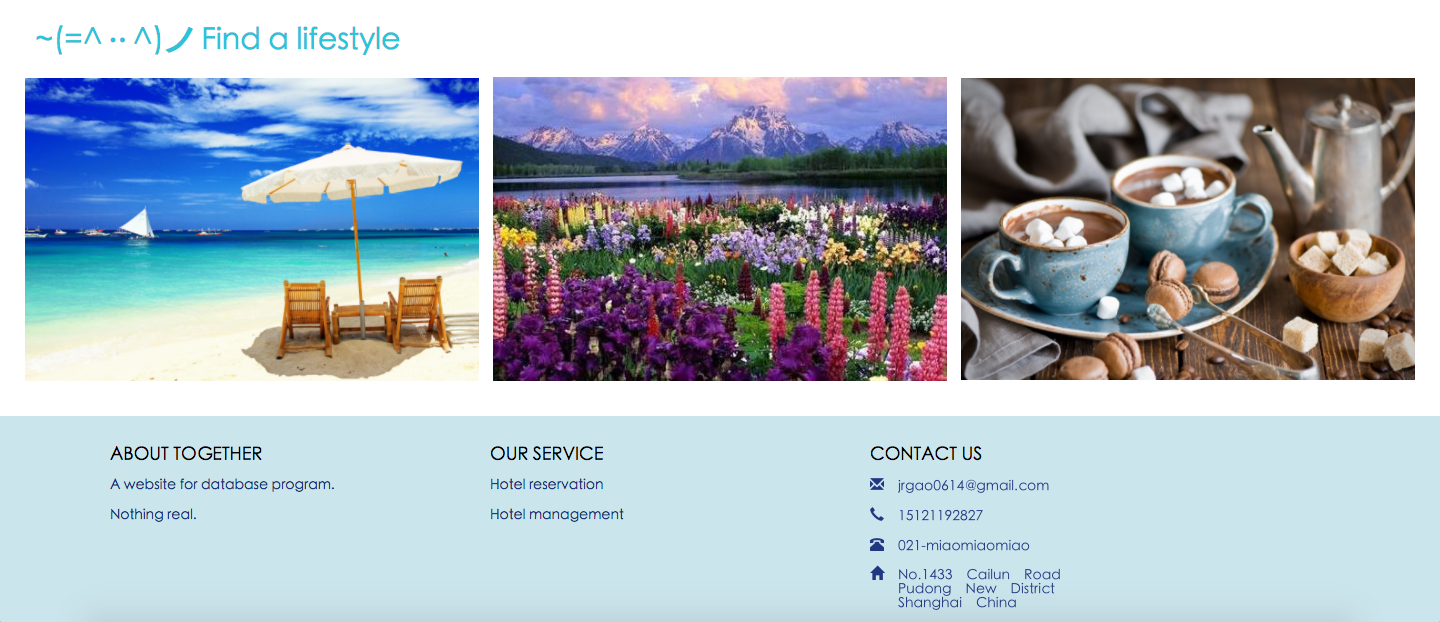 ~(=^ ·· ^)ノ Find a lifestyle
ABOUT TOGETHER
A website for database program.
Nothing real.
OUR SERVICE
Hotel reservation
Hotel management
CONTACT US
jrgao0614@gmail.com
15121192827
021-miaomiaomiao
No.1433 Cailun Road
Pudong New District
Shanghai China